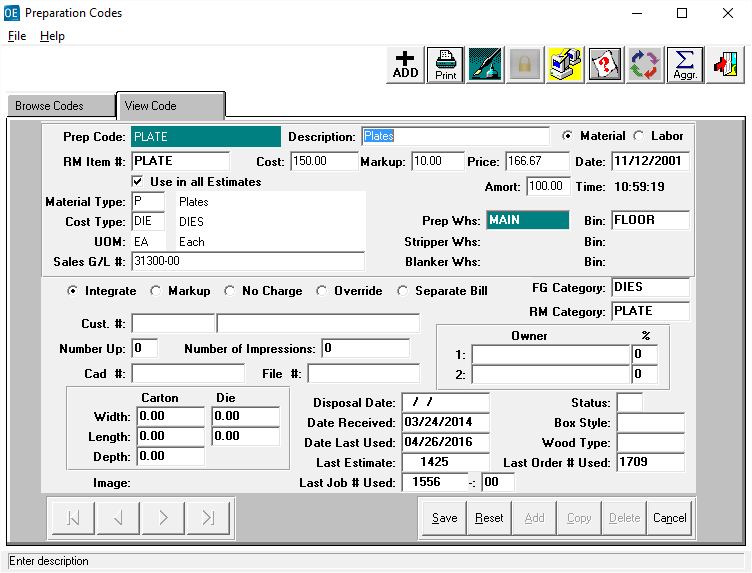 OE Preparation Codes
File Help
ADD Print Aggr.
Browse Codes View Code
Prep Code: PLATE Description: Plates Material Labor
RM Item #: PLATE Cost: 150.00 Markup: 10.00 Price: 166.67 Date: 11/12/2001
Use in all Estimates Amort: 100.00 Time: 10:59:19
Material Type: P Plates
Cost Type: DIE DIES Prep Whs: MAIN Bin: FLOOR
UOM: EA Each Stripper Whs: Bin:
Sales G/L #: 31300-00 Blanker Whs: Bin:
Integrate Markup No Charge Override Separate Bill FG Category: DIES
RM Category: PLATE
Cust. #:
Owner %
Number Up: 0 Number of Impressions: 0 1: 0
Cad #: File #: 2: 0
Carton Die Disposal Date: / / Status:
Width: 0.00 0.00 Date Received: 03/24/2014 Box Style:
Length: 0.00 0.00 Date Last Used: 04/26/2016 Wood Type:
Depth: 0.00 Last Estimate: 1425 Last Order # Used: 1709
Image: Last Job # Used: 1556 -: 00
Save Reset Add Copy Delete Cancel
Enter description